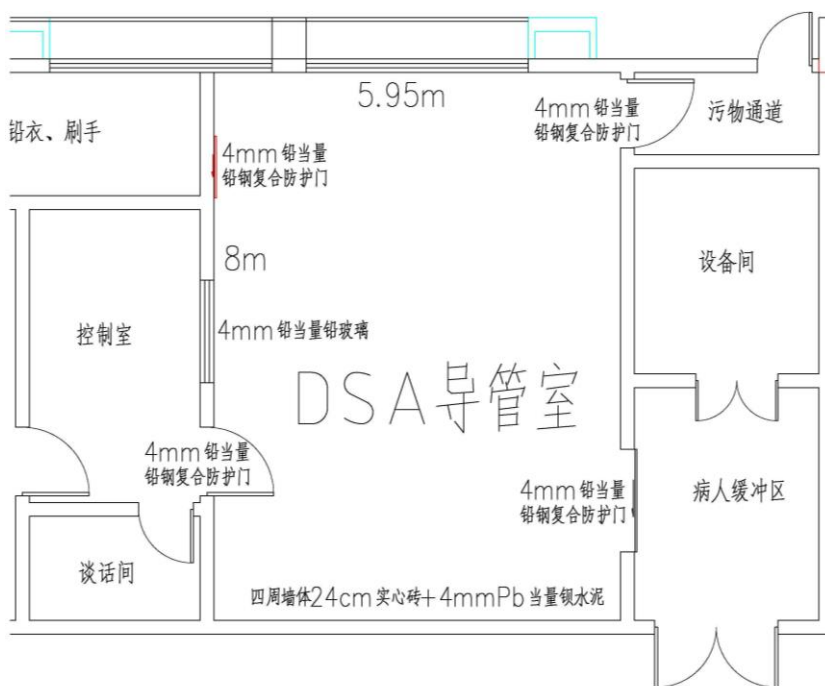 5.95m
4mm 铅当量
铅钢复合防护门
污物通道
铅衣、刷手
4mm 铅当量
铅钢复合防护门
8m
设备间
控制室
4mm 铅当量铅玻璃
DSA导管室
4mm 铅当量
铅钢复合防护门
4mm 铅当量
铅钢复合防护门
病人缓冲区
谈话间
四周墙体24cm 实心砖+4mmPb 当量钡水泥